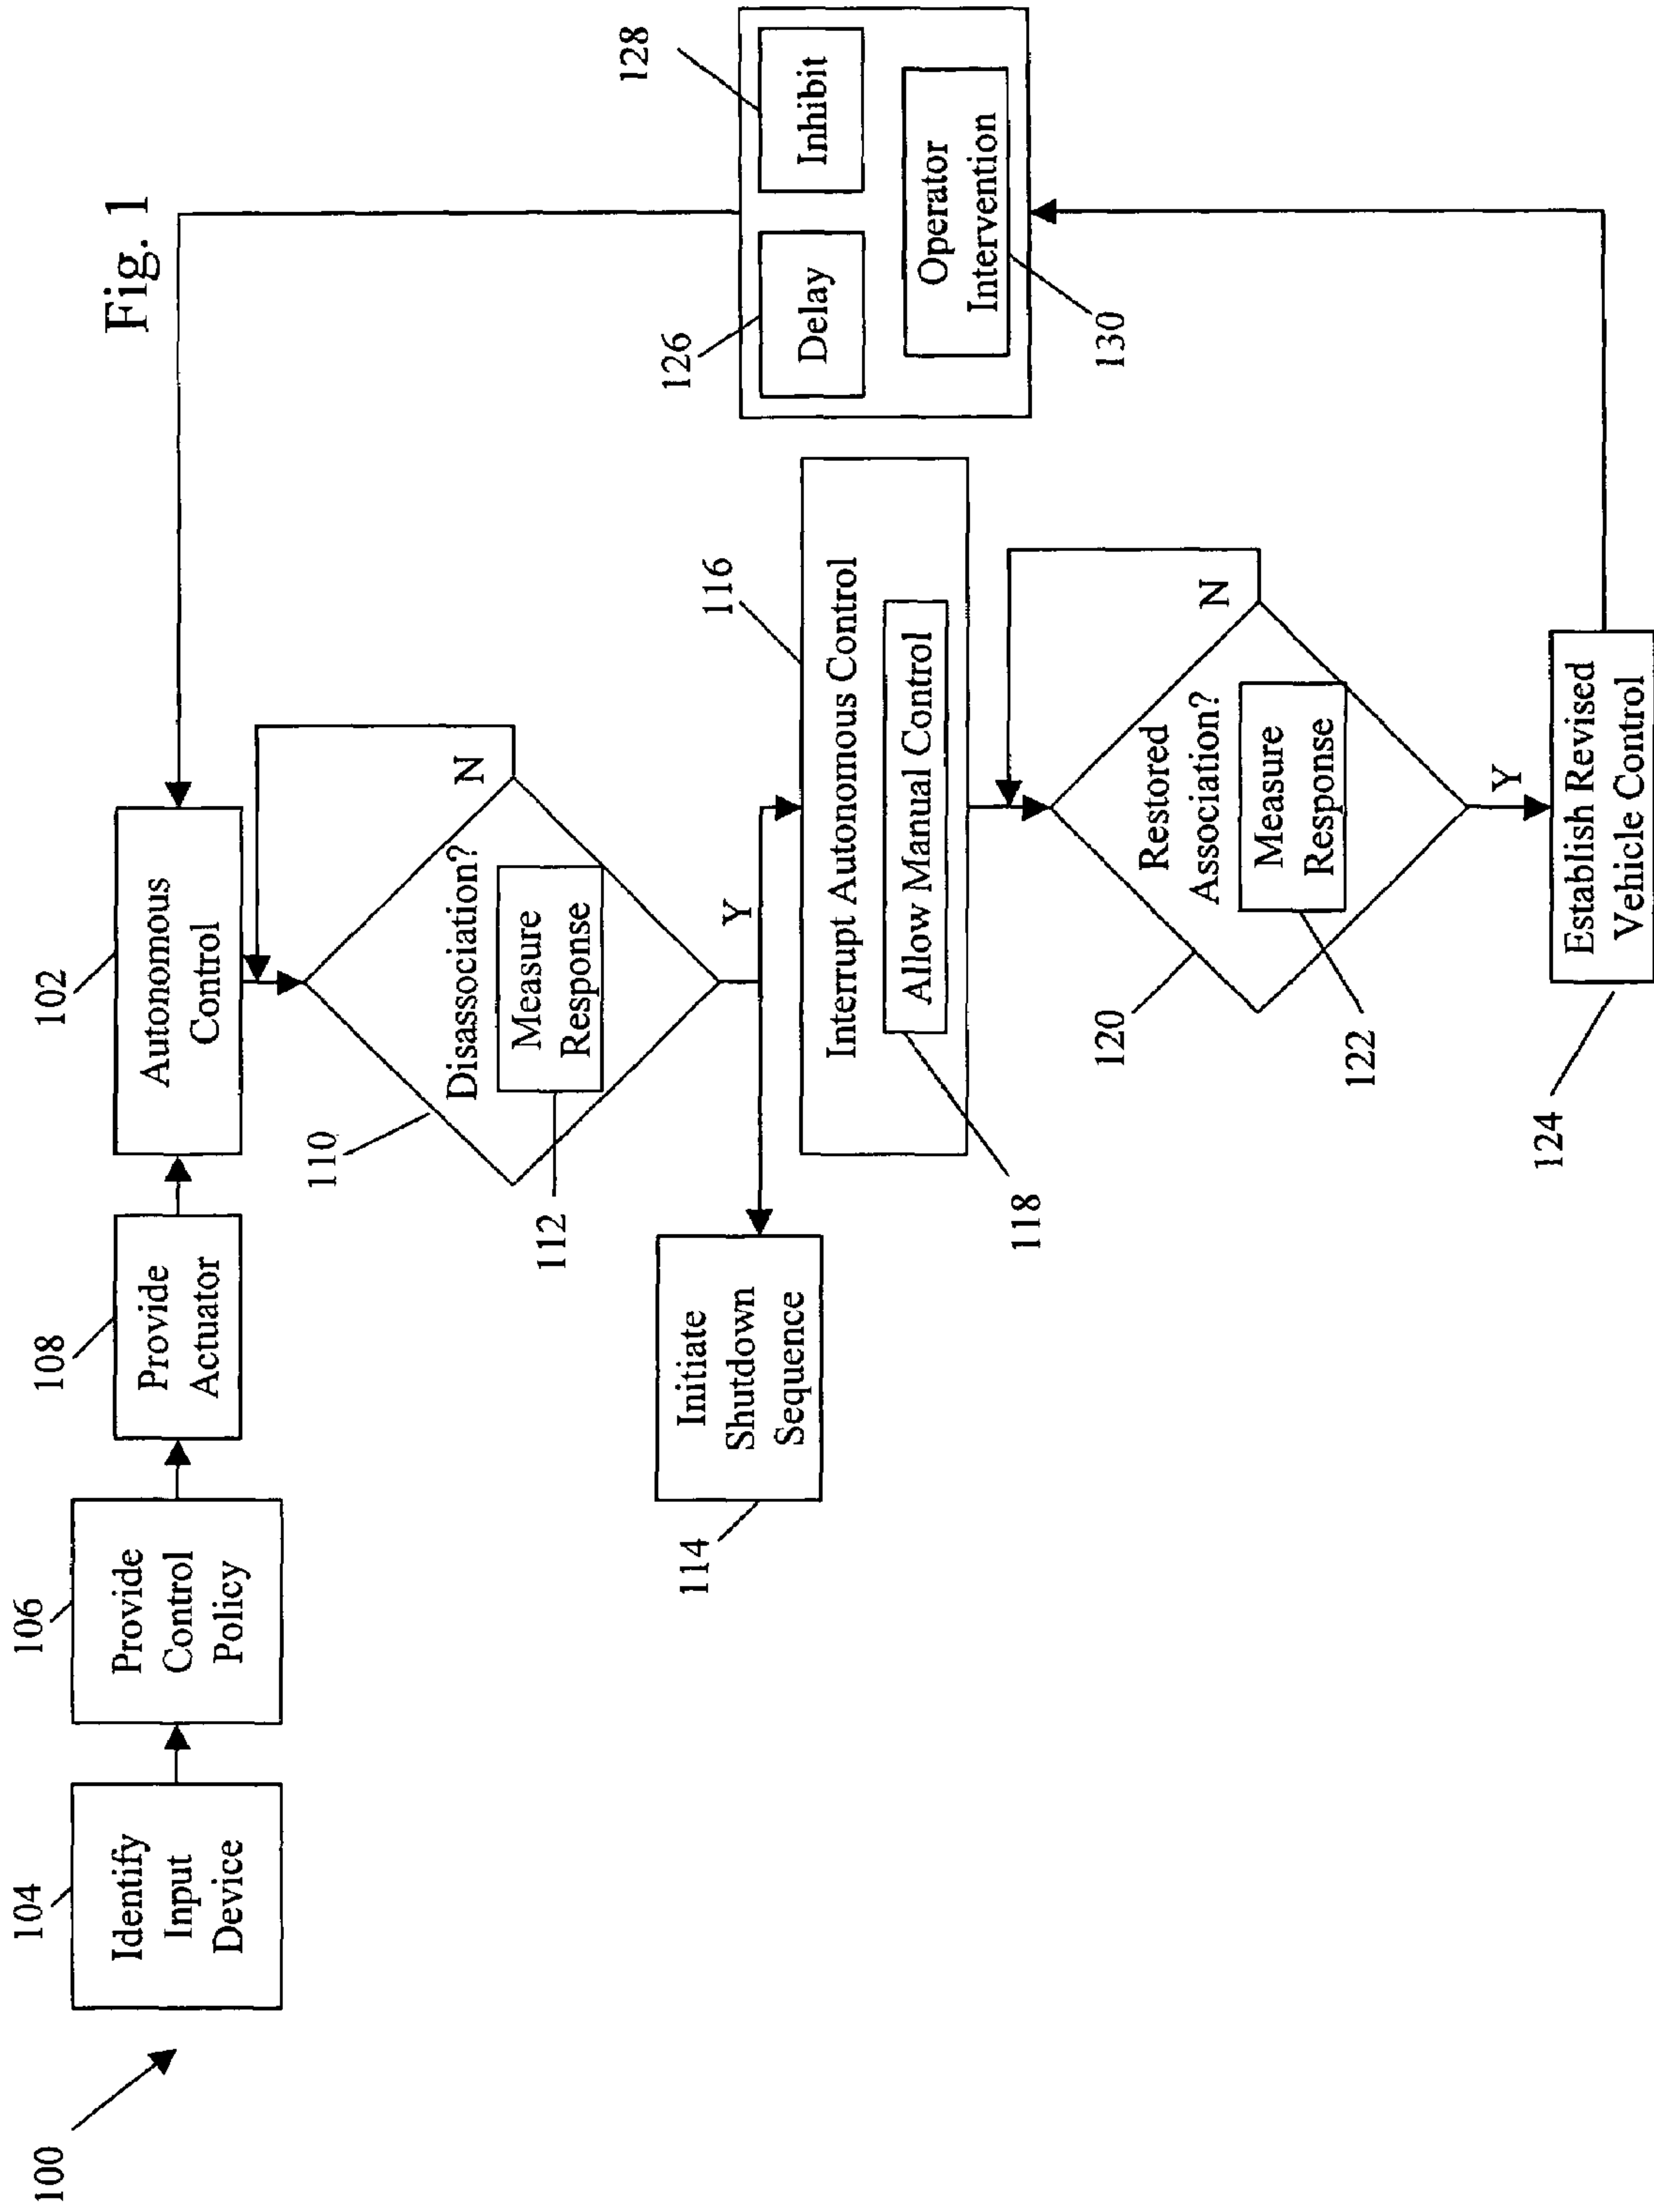 Fig. 1
100
104
Identify
Input
Device
106
Provide
Control
Policy
108
Provide
Actuator
102
Autonomous
Control
110
Disassociation?
N
112
Measure
Response
Y
114
Initiate
Shutdown
Sequence
116
Interrupt Autonomous Control
118
Allow Manual Control
120
Restored
Association?
N
122
Measure
Response
Y
124
Establish Revised
Vehicle Control
126
Delay
128
Inhibit
130
Operator
Intervention